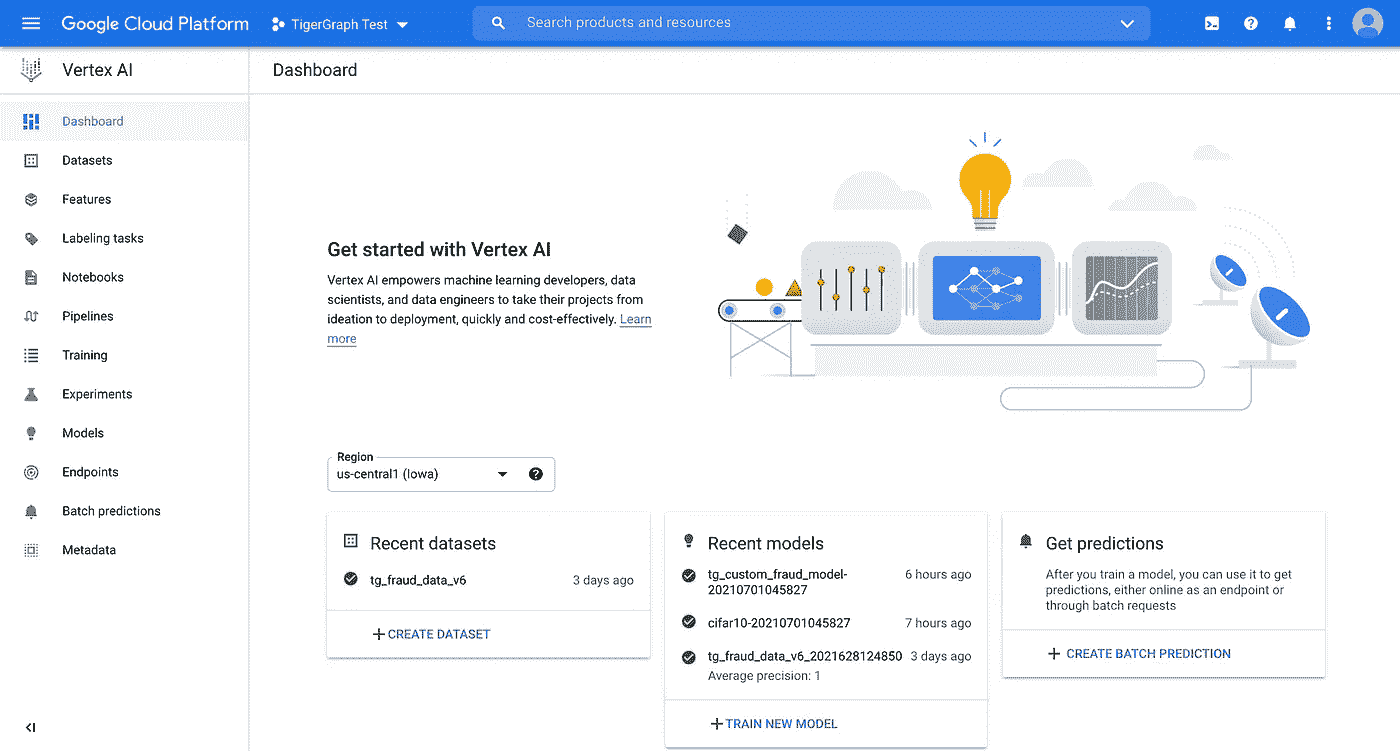 Google Cloud Platform
TigerGraph Test
Search products and resources
Vertex AI
Dashboard
Dashboard
Datasets
Features
Labeling tasks
Notebooks
Pipelines
Training
Experiments
Models
Endpoints
Batch predictions
Metadata
Get started with Vertex AI
Vertex AI empowers machine learning developers, data
scientists, and data engineers to take their projects from
ideation to deployment, quickly and cost-effectively. Learn
more
Region
us-central1 (Iowa)
Recent datasets
tg_fraud_data_v6 3 days ago
CREATE DATASET
Recent models
tg_custom_fraud_model- 6 hours ago
20210701045827
cifar10-20210701045827 7 hours ago
tg_fraud_data_v6_2021628124850 3 days ago
Average precision: 1
TRAIN NEW MODEL
Get predictions
After you train a model, you can use it to get
predictions, either online as an endpoint or
through batch requests
CREATE BATCH PREDICTION